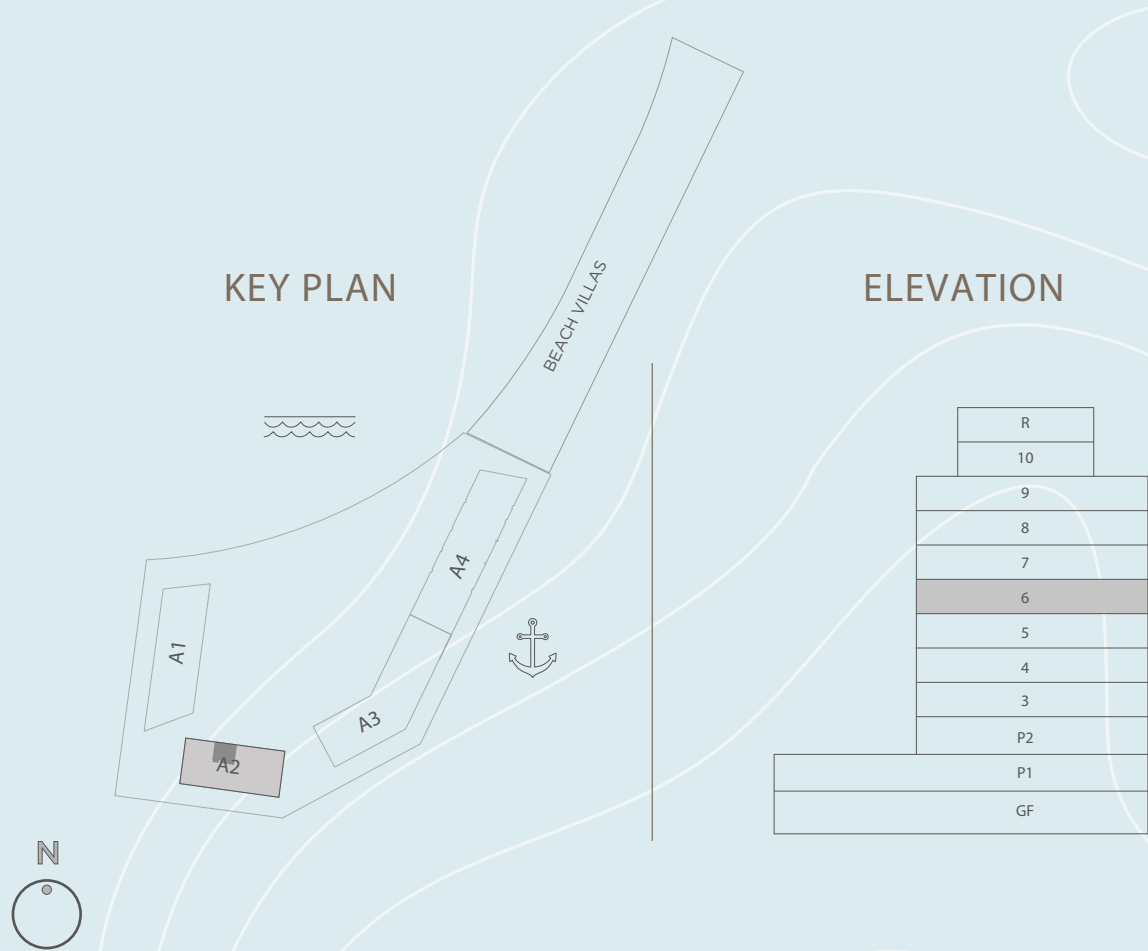 KEY PLAN
ELEVATION
BEACH VILLAS
A4
A1
A3
A2
N
R
10
9
8
7
6
5
4
3
P2
P1
GF